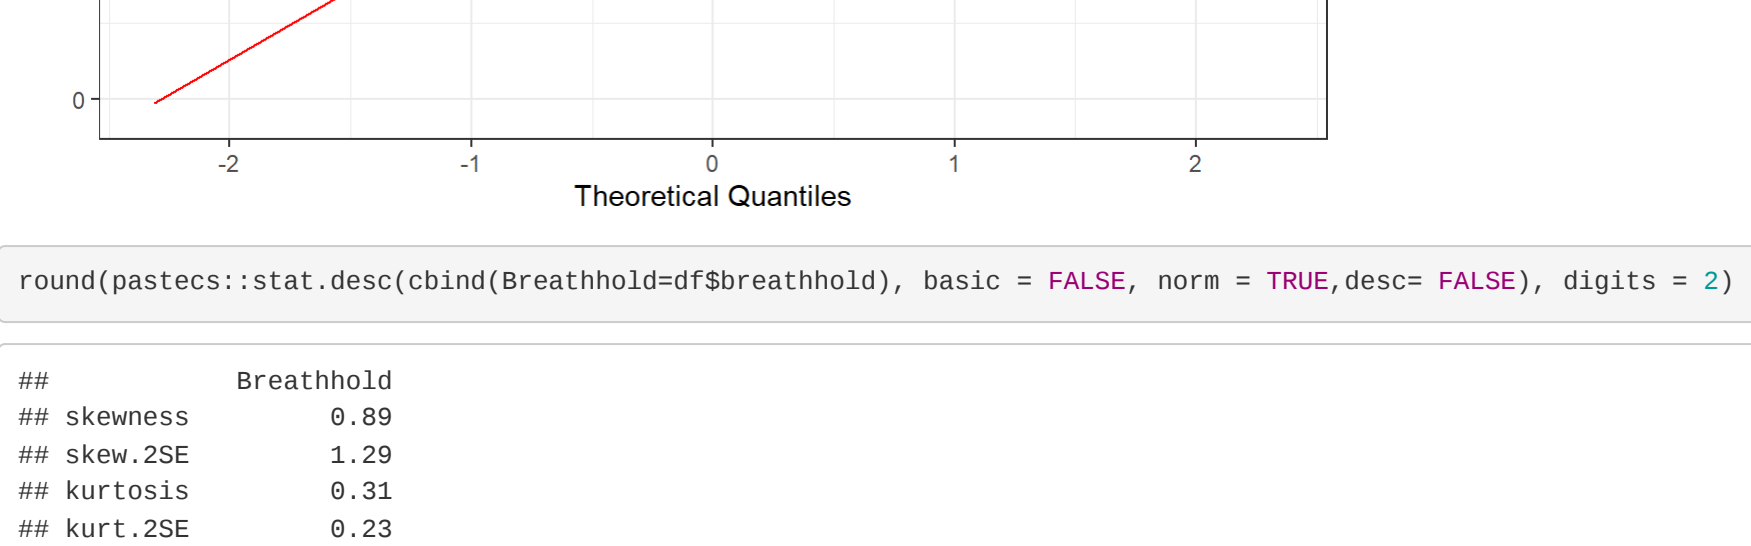 0
-2 -1 0 1 2
Theoretical Quantiles
round(pastecs::stat.desc(cbind(Breathhold=df$breathhold), basic = FALSE, norm = TRUE,desc= FALSE), digits = 2)
##            Breathhold
## skewness         0.89
## skew.2SE         1.29
## kurtosis         0.31
## kurt.2SE         0.23